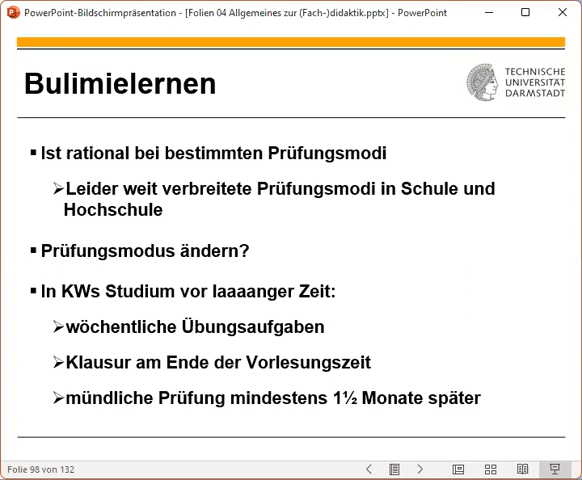 PowerPoint-Bildschirmpräsentation - [Folien 04 Allgemeines zur (Fach-)didaktik.pptx] - PowerPoint
Bulimielernen
TECHNISCHE
UNIVERSITÄT
DARMSTADT
▪ Ist rational bei bestimmten Prüfungsmodi
➢Leider weit verbreitete Prüfungsmodi in Schule und
Hochschule
▪ Prüfungsmodus ändern?
▪ In KWs Studium vor laaaanger Zeit:
➢wöchentliche Übungsaufgaben
➢Klausur am Ende der Vorlesungszeit
➢mündliche Prüfung mindestens 1½ Monate später
Folie 98 von 132